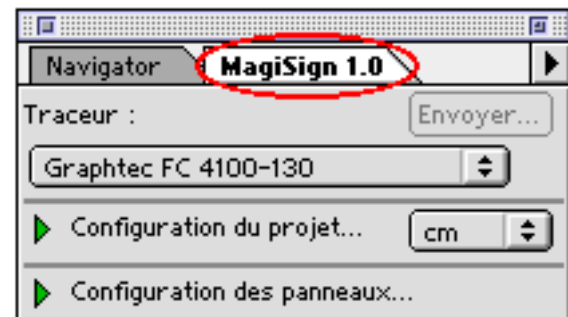 Navigator MagiSign 1.0
Traceur : Envoyer...
Graphtec FC 4100-130
Configuration du projet... cm
Configuration des panneaux...